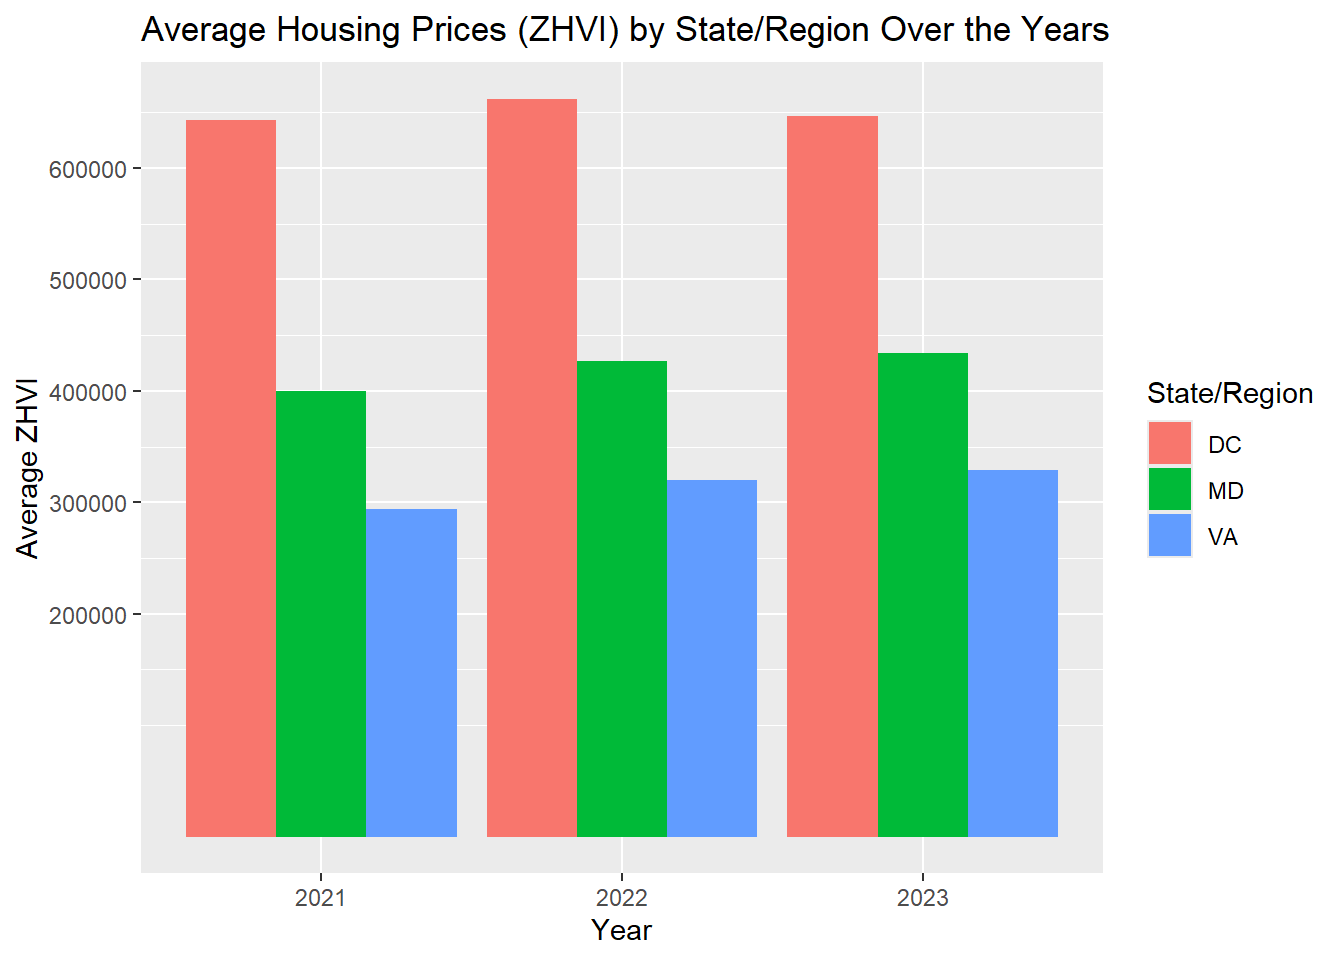 Average Housing Prices (ZHVI) by State/Region Over the Years
600000
500000
400000
300000
200000
Average ZHVI
2021 2022 2023
Year
State/Region
DC
MD
VA